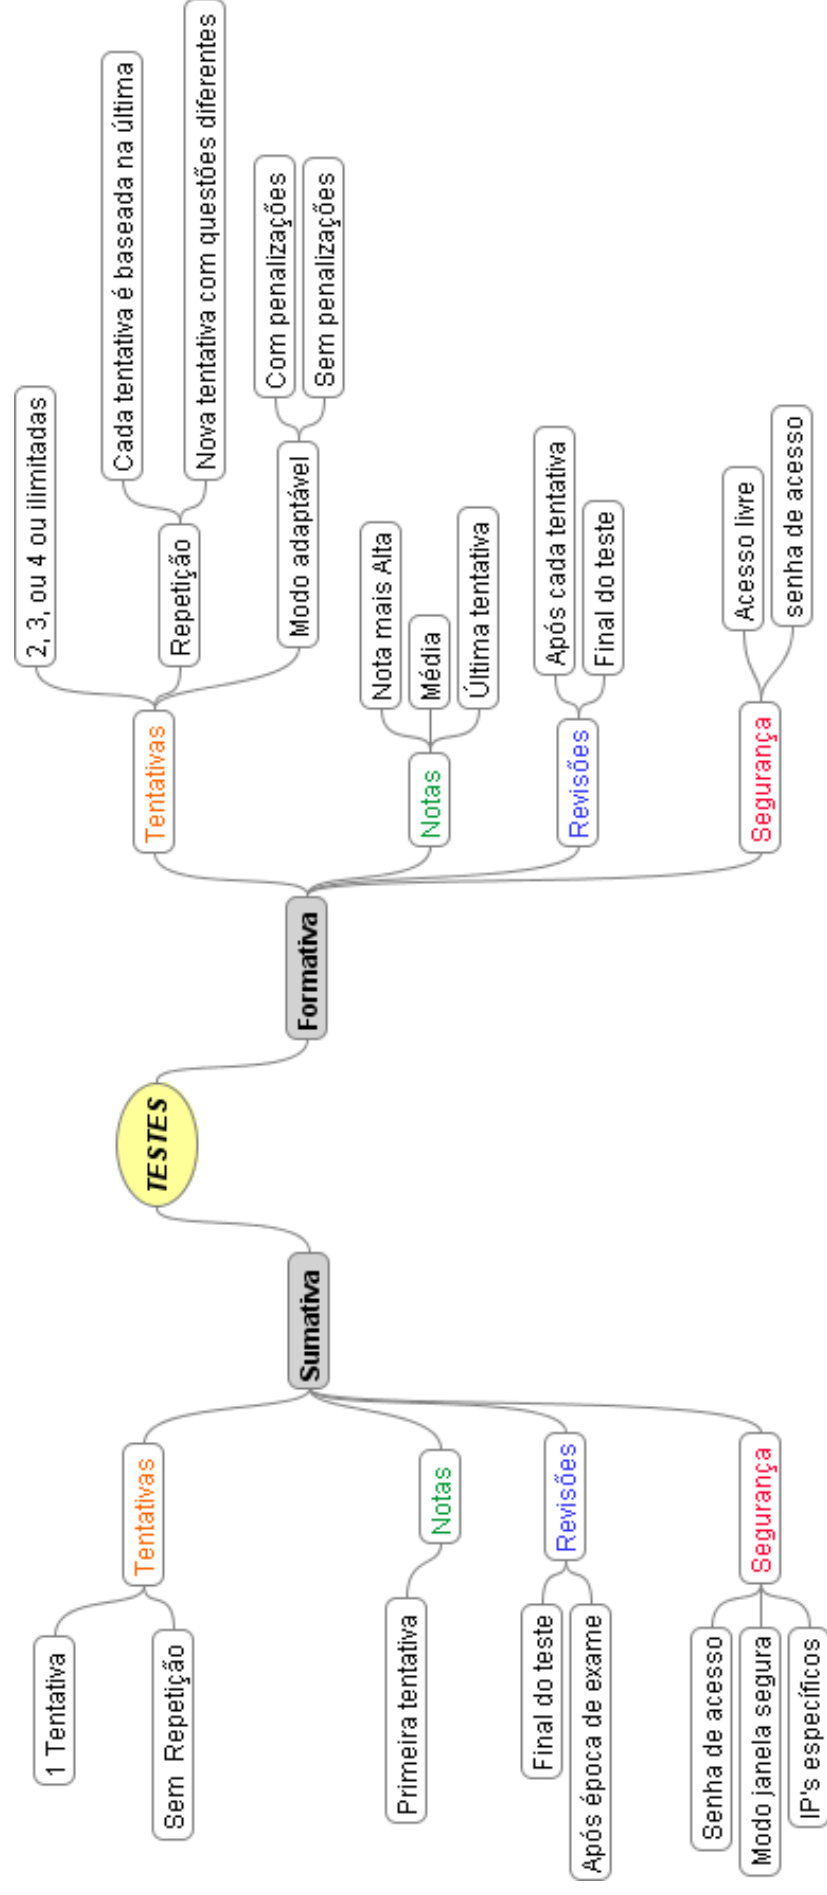 TESTES
Sumativa
Tentativas
1 Tentativa
Sem Repetição
Notas
Primeira tentativa
Revisões
Final do teste
Após época de exame
Segurança
Senha de acesso
Modo janela segura
IP's específicos
Formativa
Tentativas
2, 3, ou 4 ou ilimitadas
Repetição
Cada tentativa é baseada na última
Nova tentativa com questões diferentes
Modo adaptável
Com penalizações
Sem penalizações
Notas
Nota mais Alta
Média
Última tentativa
Revisões
Após cada tentativa
Final do teste
Segurança
Acesso livre
senha de acesso